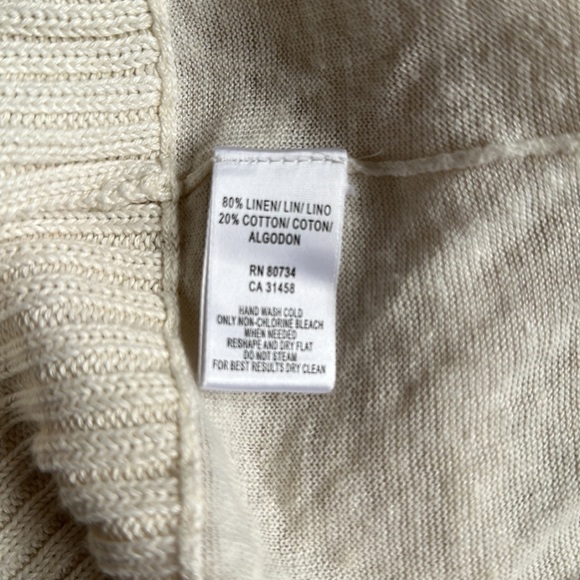 80% LINEN/ LIN/ LINO
20% COTTON/ COTON/
ALGODON
RN 80734
CA 31458
HAND WASH COLD
ONLY NON-CHLORINE BLEACH
WHEN NEEDED
RESHAPE AND DRY FLAT
DO NOT STEAM
FOR BEST RESULTS DRY CLEAN